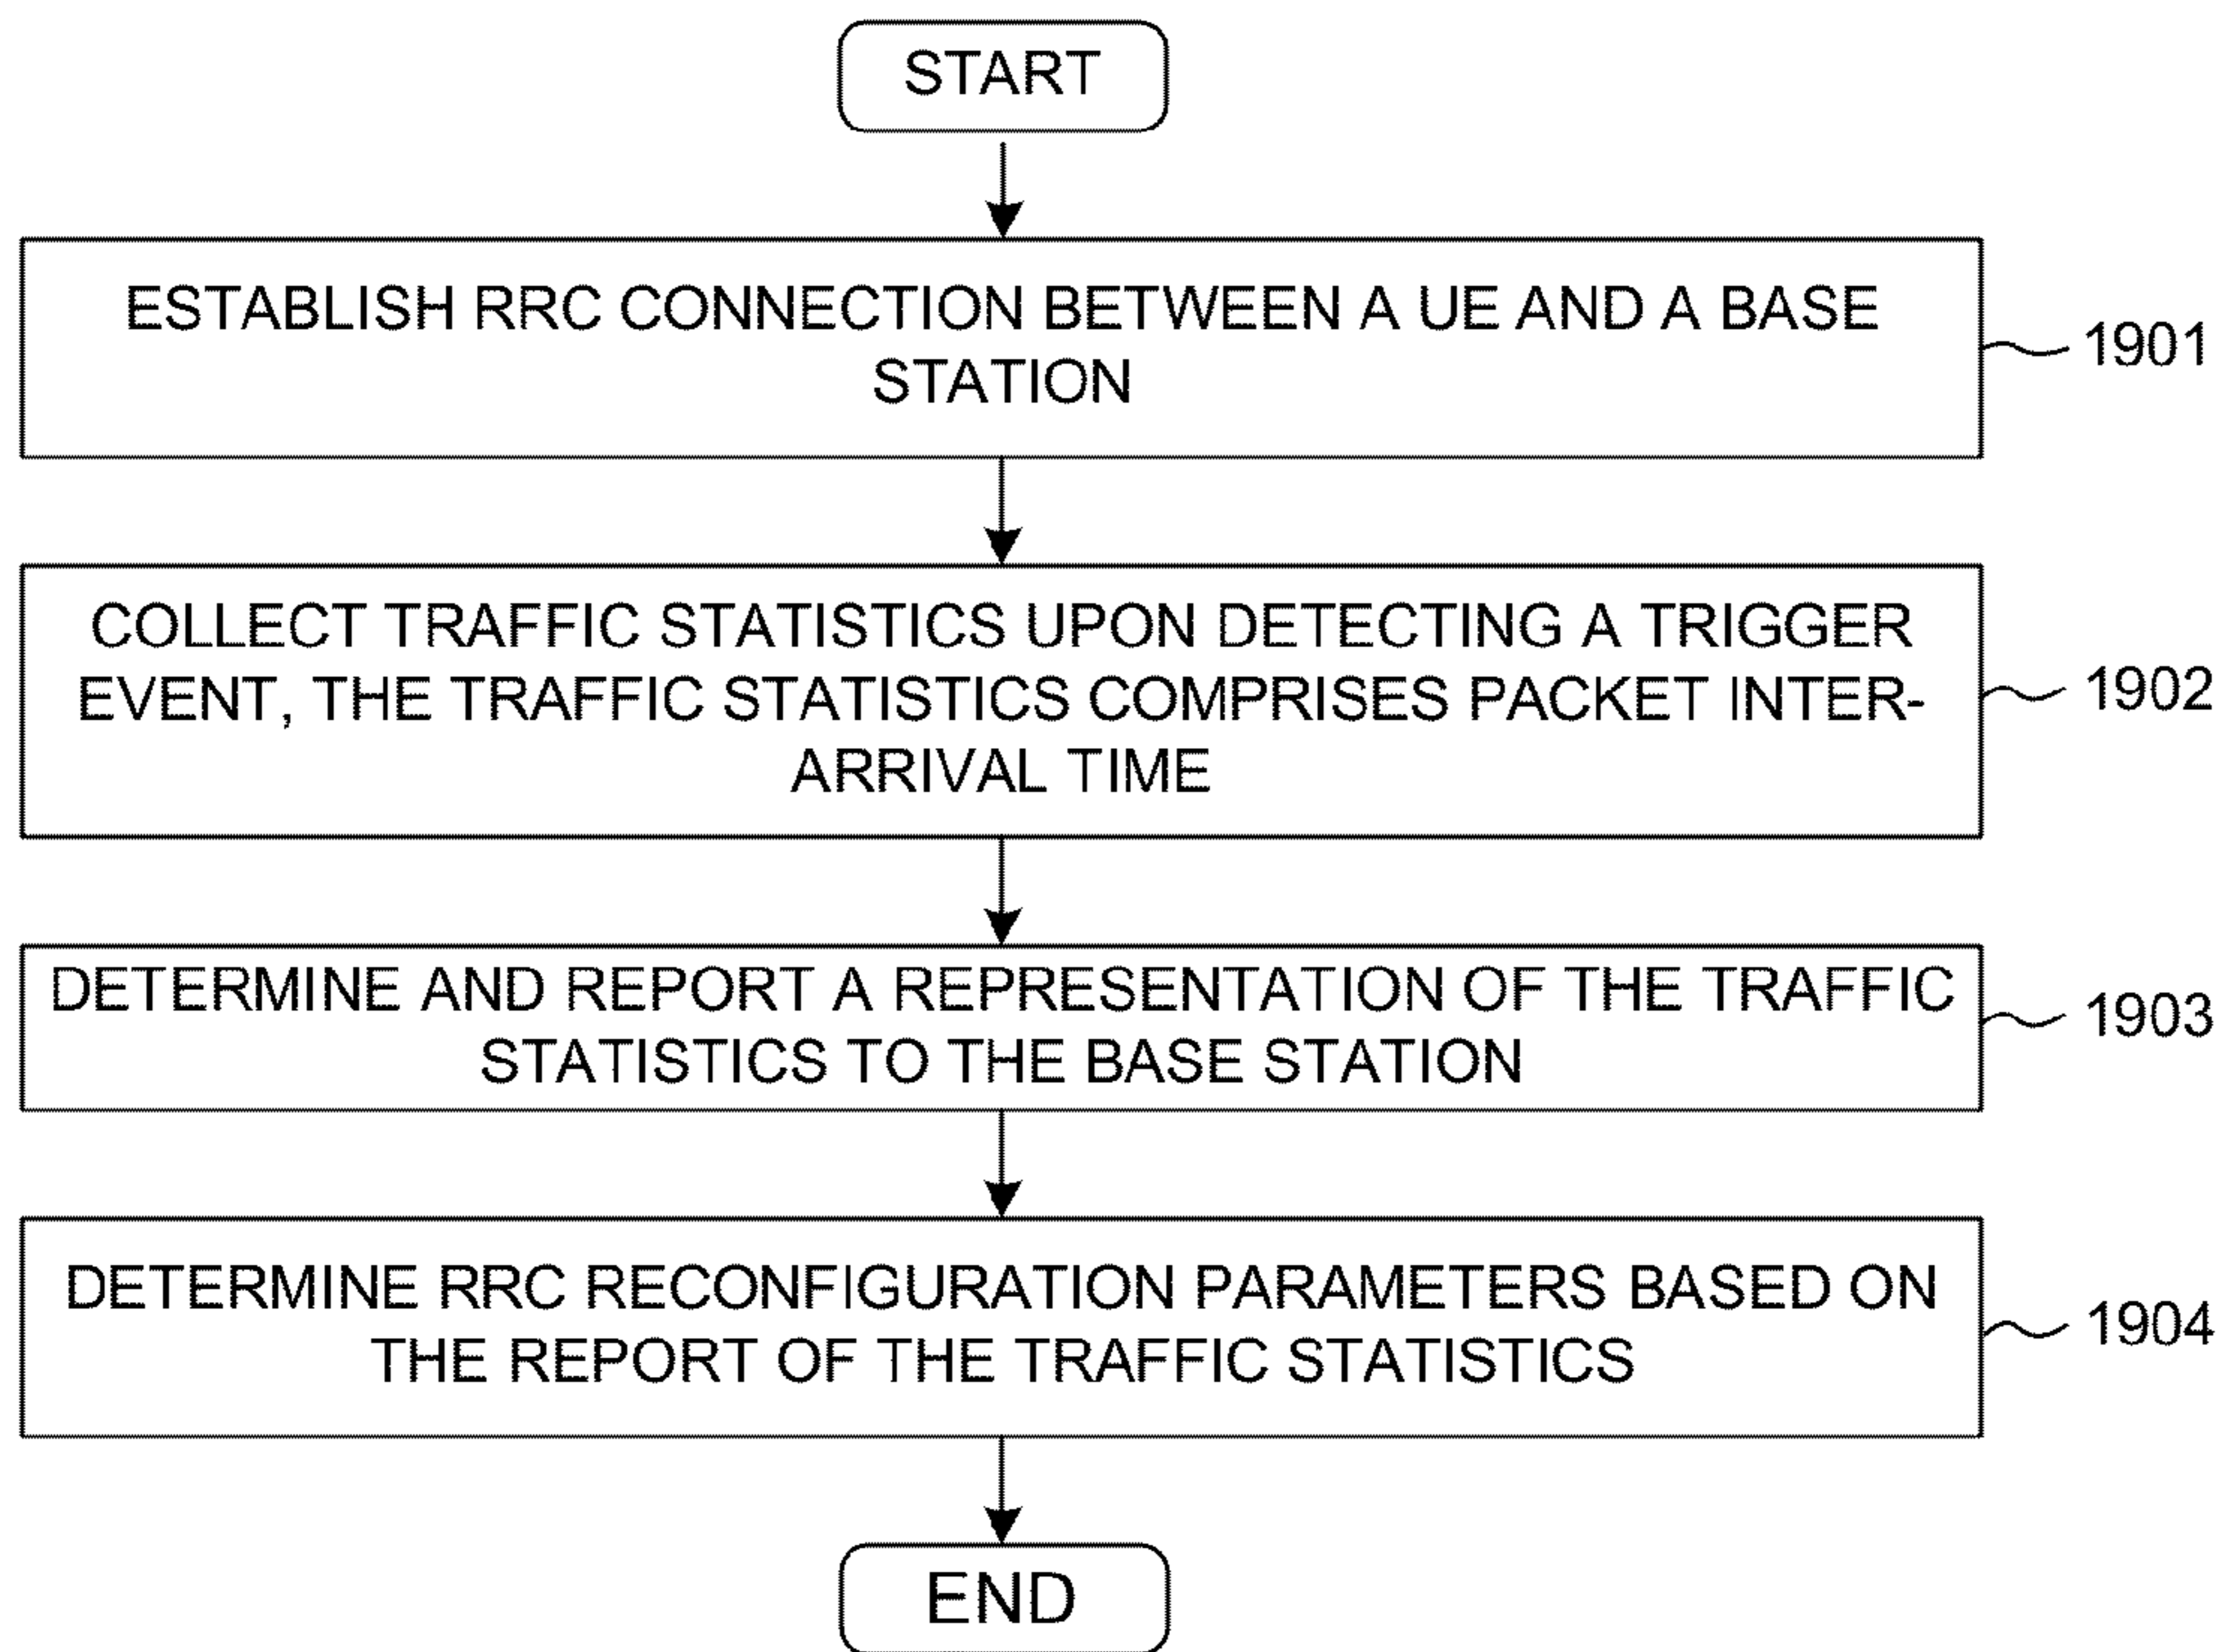 START
ESTABLISH RRC CONNECTION BETWEEN A UE AND A BASE
STATION
1901
COLLECT TRAFFIC STATISTICS UPON DETECTING A TRIGGER
EVENT, THE TRAFFIC STATISTICS COMPRISES PACKET INTER-
ARRIVAL TIME
1902
DETERMINE AND REPORT A REPRESENTATION OF THE TRAFFIC
STATISTICS TO THE BASE STATION
1903
DETERMINE RRC RECONFIGURATION PARAMETERS BASED ON
THE REPORT OF THE TRAFFIC STATISTICS
1904
END